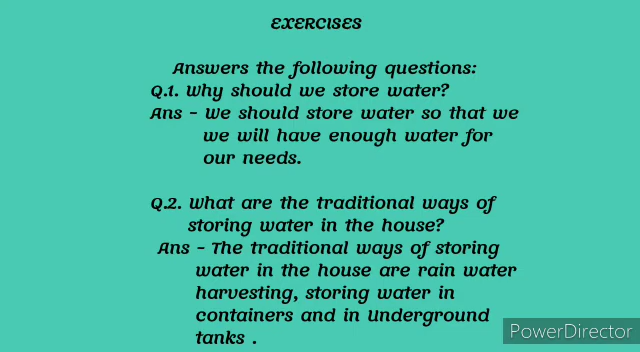 EXERCISES
Answers the following questions:
Q.1. Why should we store water?
Ans - We should store water so that we
we will have enough water for
our needs.
Q.2. What are the traditional ways of
storing water in the house?
Ans - The traditional ways of storing
water in the house are rain water
harvesting, storing water in
containers and in Underground
tanks .
PowerDirector